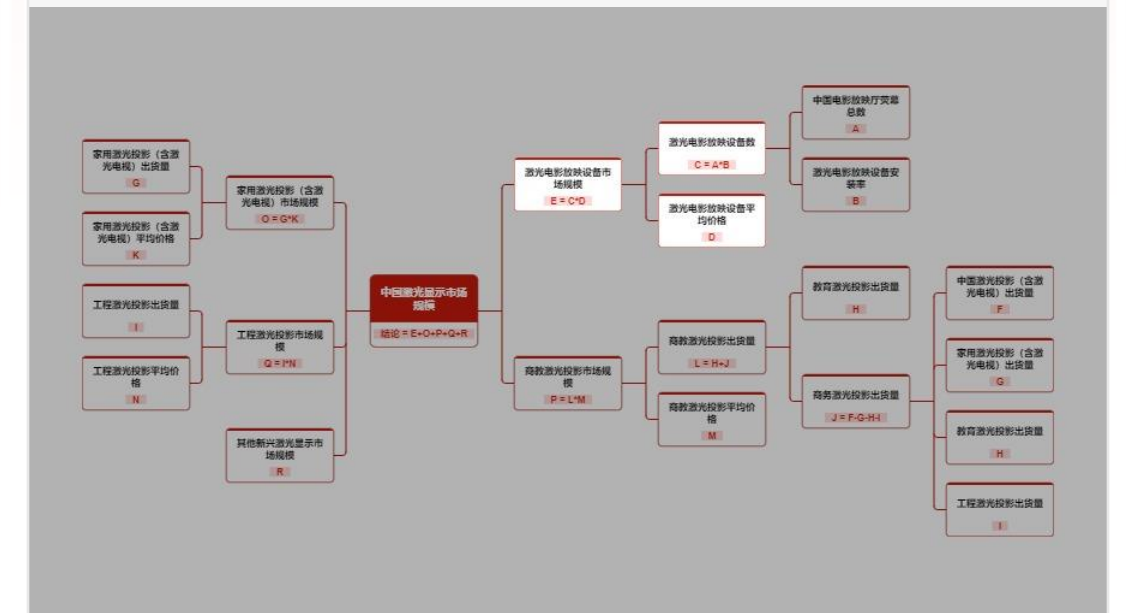 家用激光投影（含激
光电视）出货量
G
家用激光投影（含激
光电视）平均价格
K
家用激光投影（含激
光电视）市场规模
O = G*K
工程激光投影出货量
I
工程激光投影平均价
格
N
工程激光投影市场规
模
Q = I*N
其他新兴激光显示市
场规模
R
中国激光显示市场
规模
结论 = E+O+P+Q+R
激光电影放映设备市
场规模
E = C*D
激光电影放映设备数
C = A*B
激光电影放映设备平
均价格
D
中国电影放映厅荧幕
总数
A
激光电影放映设备安
装率
B
商教激光投影市场规
模
P = L*M
商教激光投影出货量
L = H+J
商教激光投影平均价
格
M
教育激光投影出货量
H
商务激光投影出货量
J = F-G-H-I
中国激光投影（含激
光电视）出货量
F
家用激光投影（含激
光电视）出货量
G
教育激光投影出货量
H
工程激光投影出货量
I